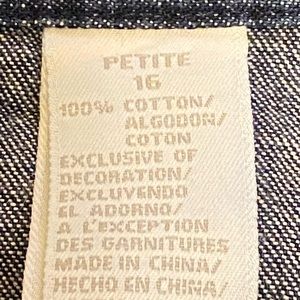 PETITE
16
100% COTTON/
ALGODON/
COTON
EXCLUSIVE OF
DECORATION/
EXCLUYENDO
EL ADORNO/
A L'EXCEPTION
DES GARNITURES
MADE IN CHINA/
HECHO EN CHINA/